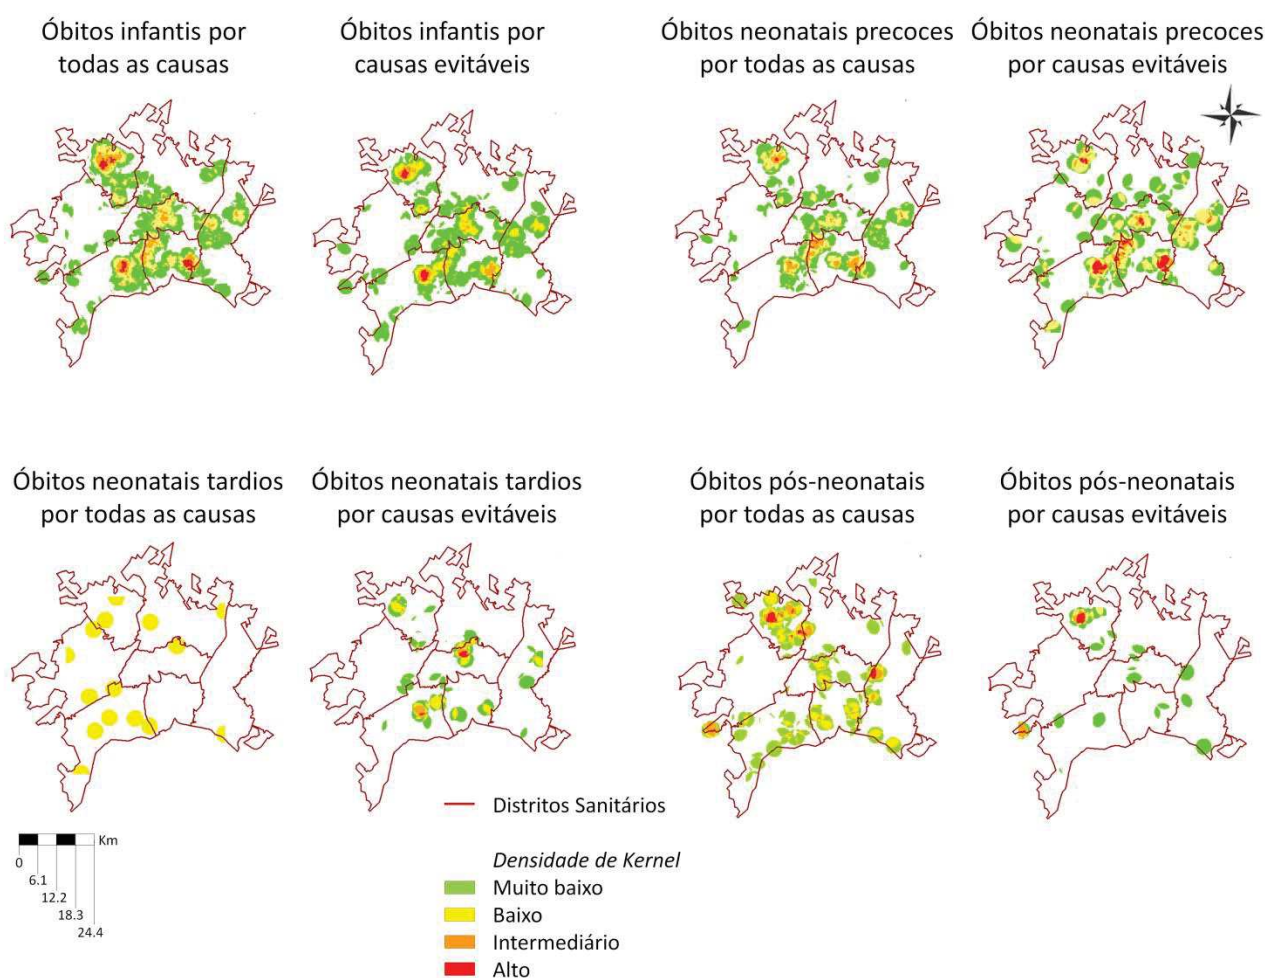 Óbitos infantis por
todas as causas
Óbitos infantis por
causas evitáveis
Óbitos neonatais precoces
por todas as causas
Óbitos neonatais precoces
por causas evitáveis
Óbitos neonatais tardios
por todas as causas
Óbitos neonatais tardios
por causas evitáveis
Óbitos pós-neonatais
por todas as causas
Óbitos pós-neonatais
por causas evitáveis
Km
0
6.1
12.2
18.3
24.4
Distritos Sanitários
Densidade de Kernel
Muito baixo
Baixo
Intermediário
Alto